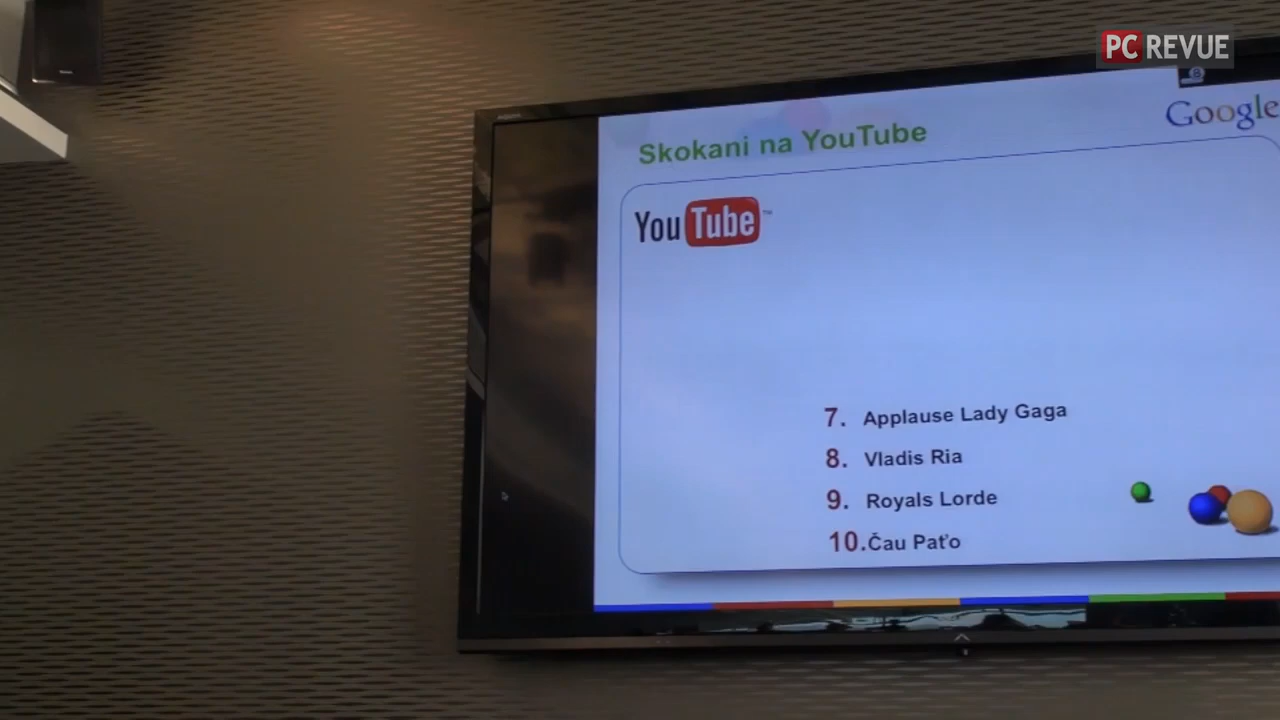 PC REVUE
Google
Skokani na YouTube
YouTube™
7. Applause Lady Gaga
8. Vladis Ria
9. Royals Lorde
10.Čau Paťo